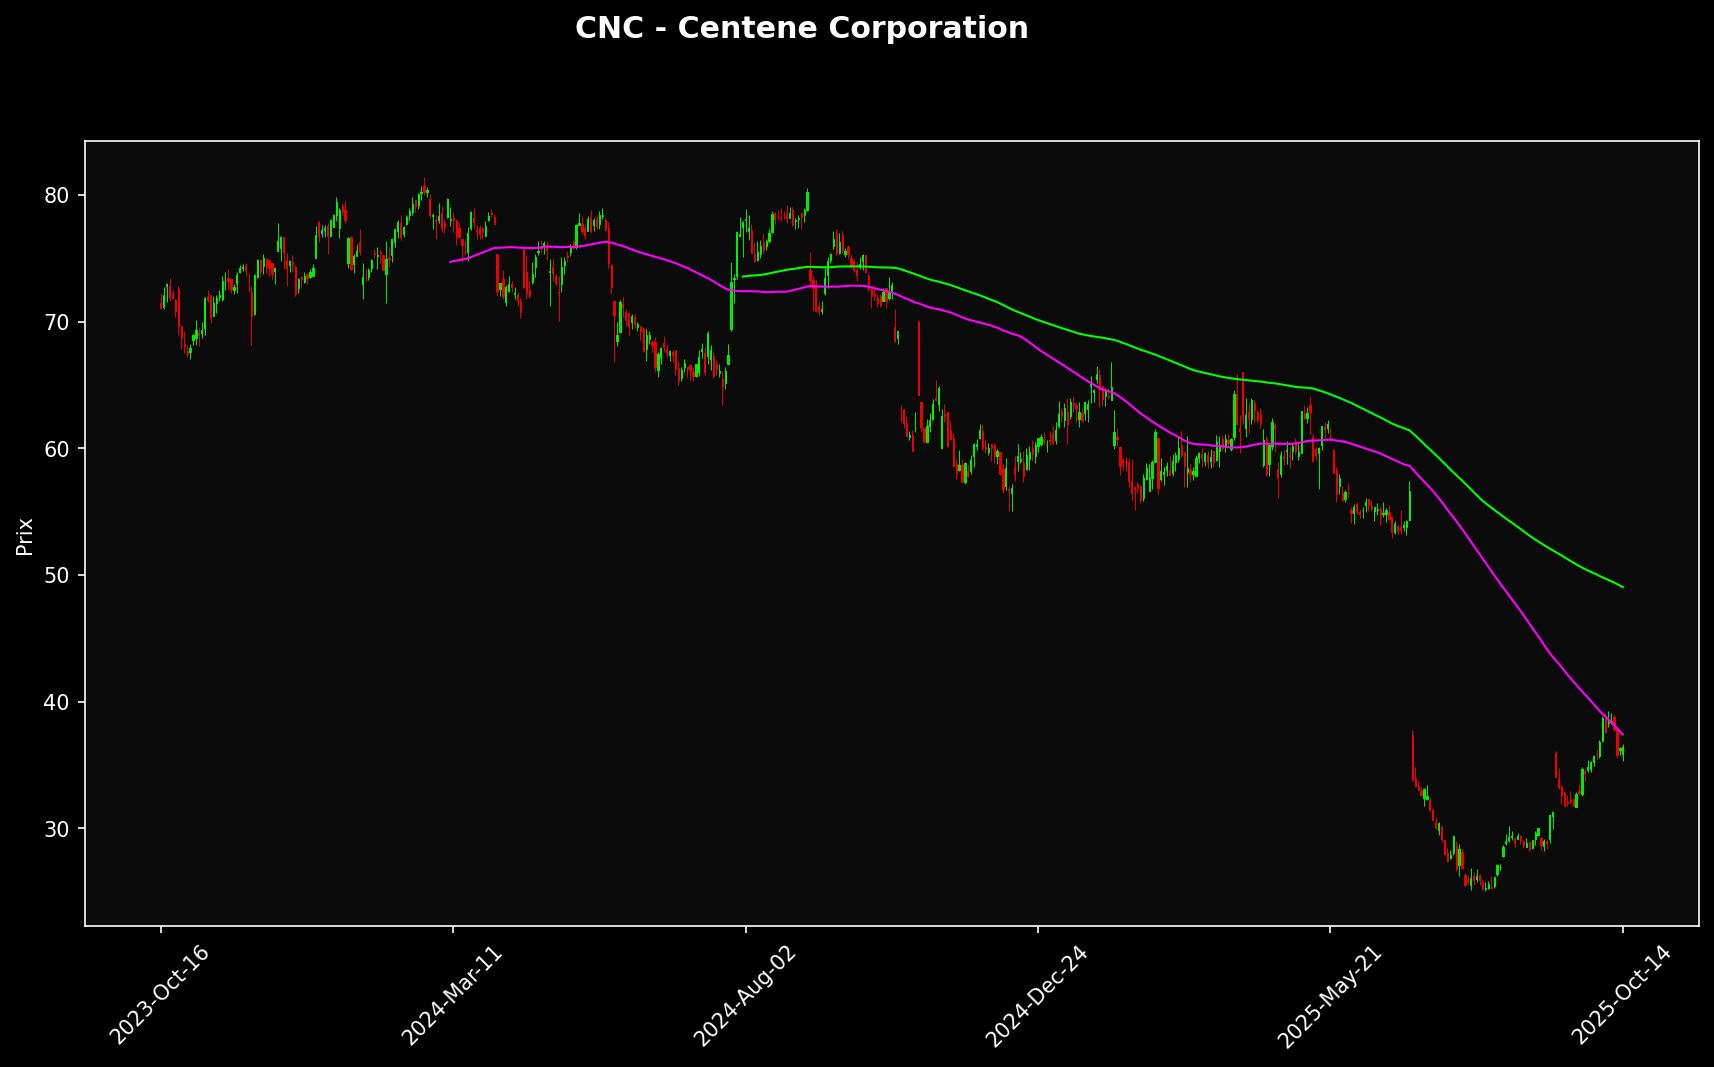 CNC - Centene Corporation
Prix
80
70
60
50
40
30
2023-Oct-16
2024-Mar-11
2024-Aug-02
2024-Dec-24
2025-May-21
2025-Oct-14